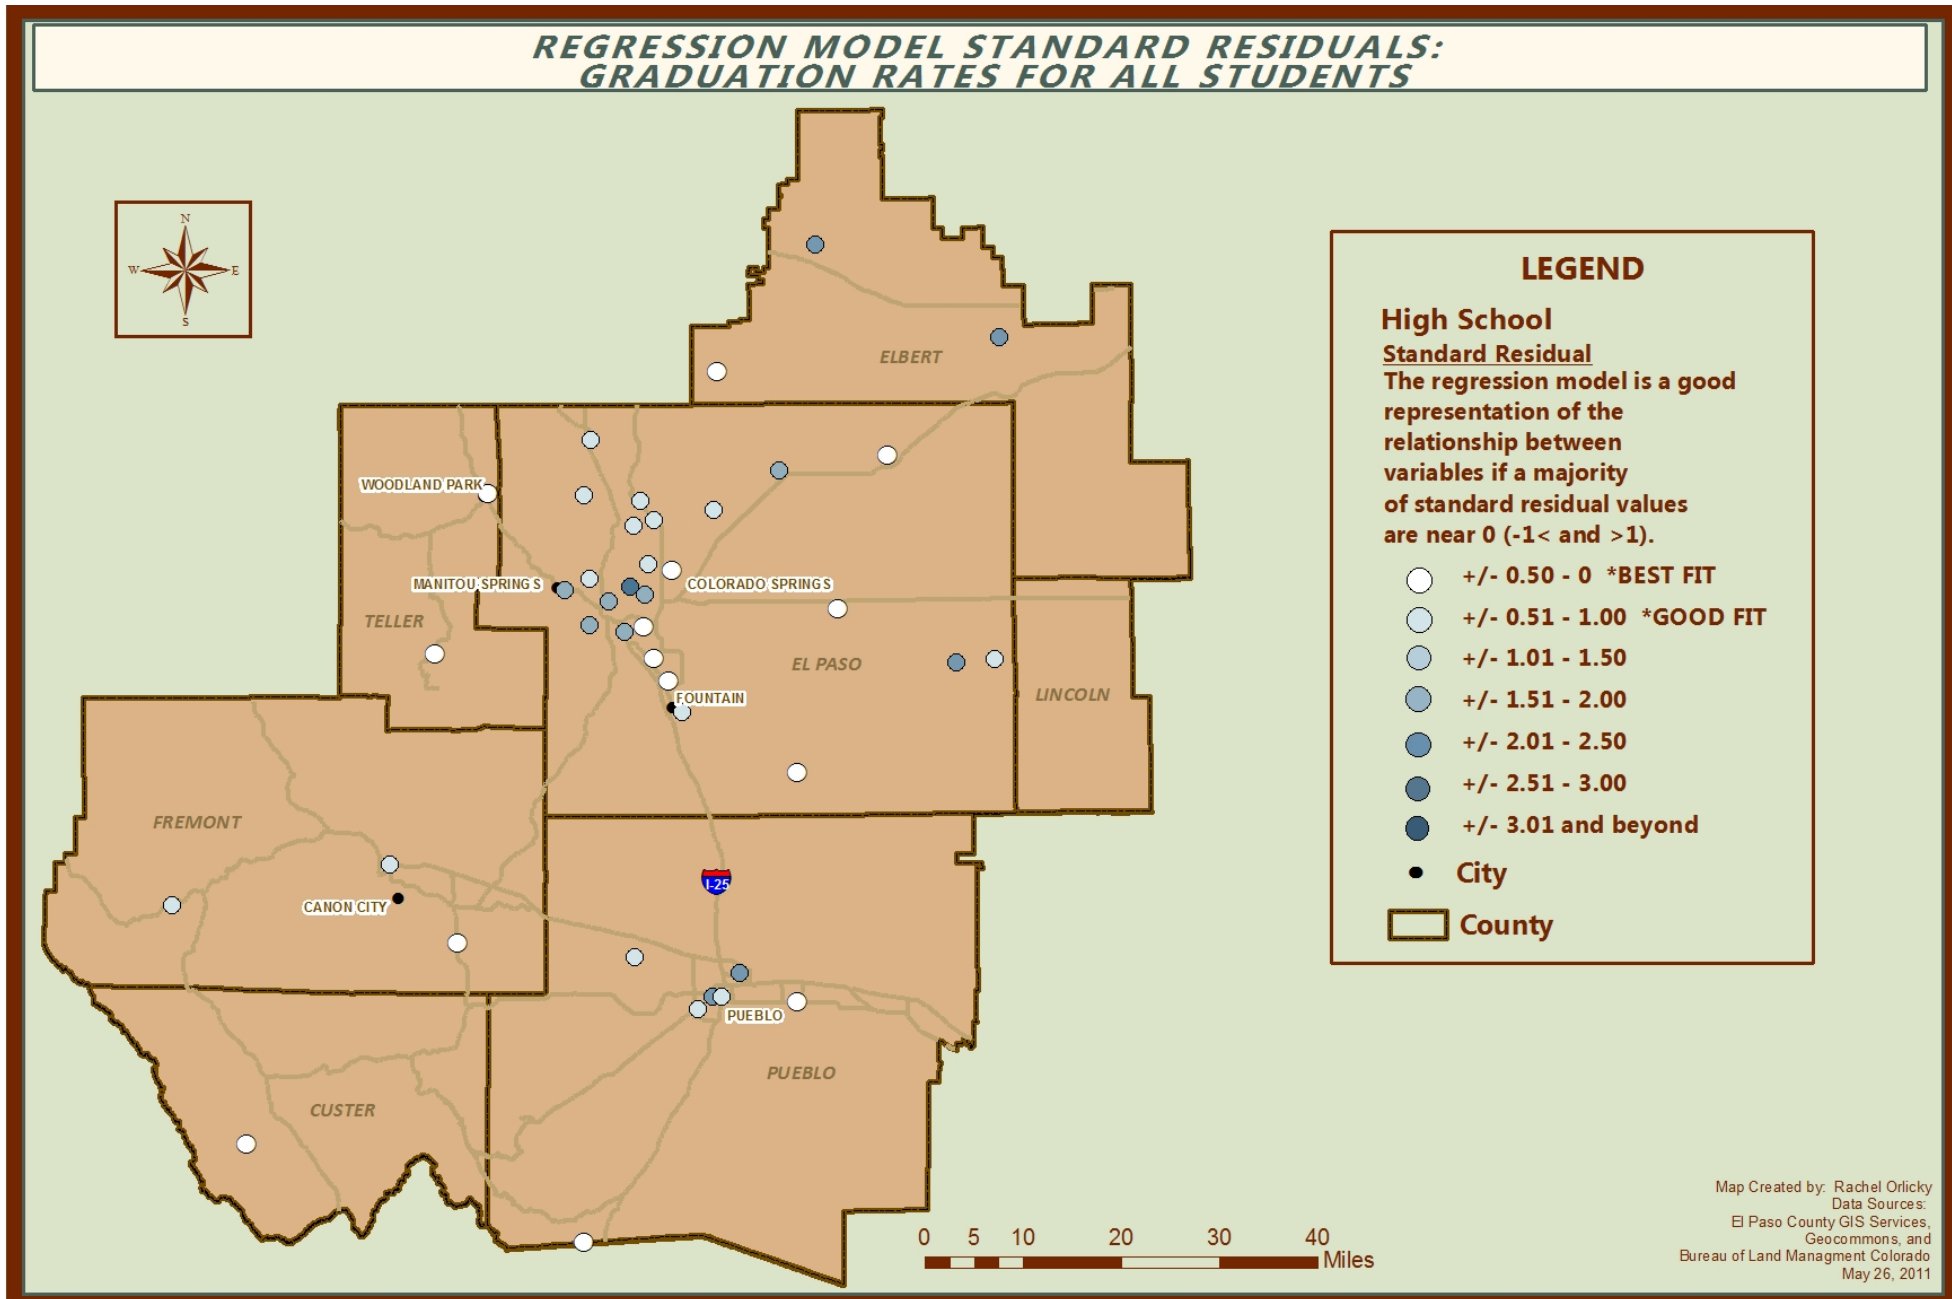 REGRESSION MODEL STANDARD RESIDUALS:
GRADUATION RATES FOR ALL STUDENTS
N
W
E
S
ELBERT
WOODLAND PARK
MANITOU SPRINGS
COLORADO SPRINGS
TELLER
EL PASO
LINCOLN
FOUNTAIN
FREMONT
I-25
CANON CITY
PUEBLO
PUEBLO
CUSTER
LEGEND
High School
Standard Residual
The regression model is a good
representation of the
relationship between
variables if a majority
of standard residual values
are near 0 (-1< and >1).
+/- 0.50 - 0 *BEST FIT
+/- 0.51 - 1.00 *GOOD FIT
+/- 1.01 - 1.50
+/- 1.51 - 2.00
+/- 2.01 - 2.50
+/- 2.51 - 3.00
+/- 3.01 and beyond
City
County
0 5 10 20 30 40
Miles
Map Created by: Rachel Orlicky
Data Sources:
El Paso County GIS Services,
Geocommons, and
Bureau of Land Managment Colorado
May 26, 2011